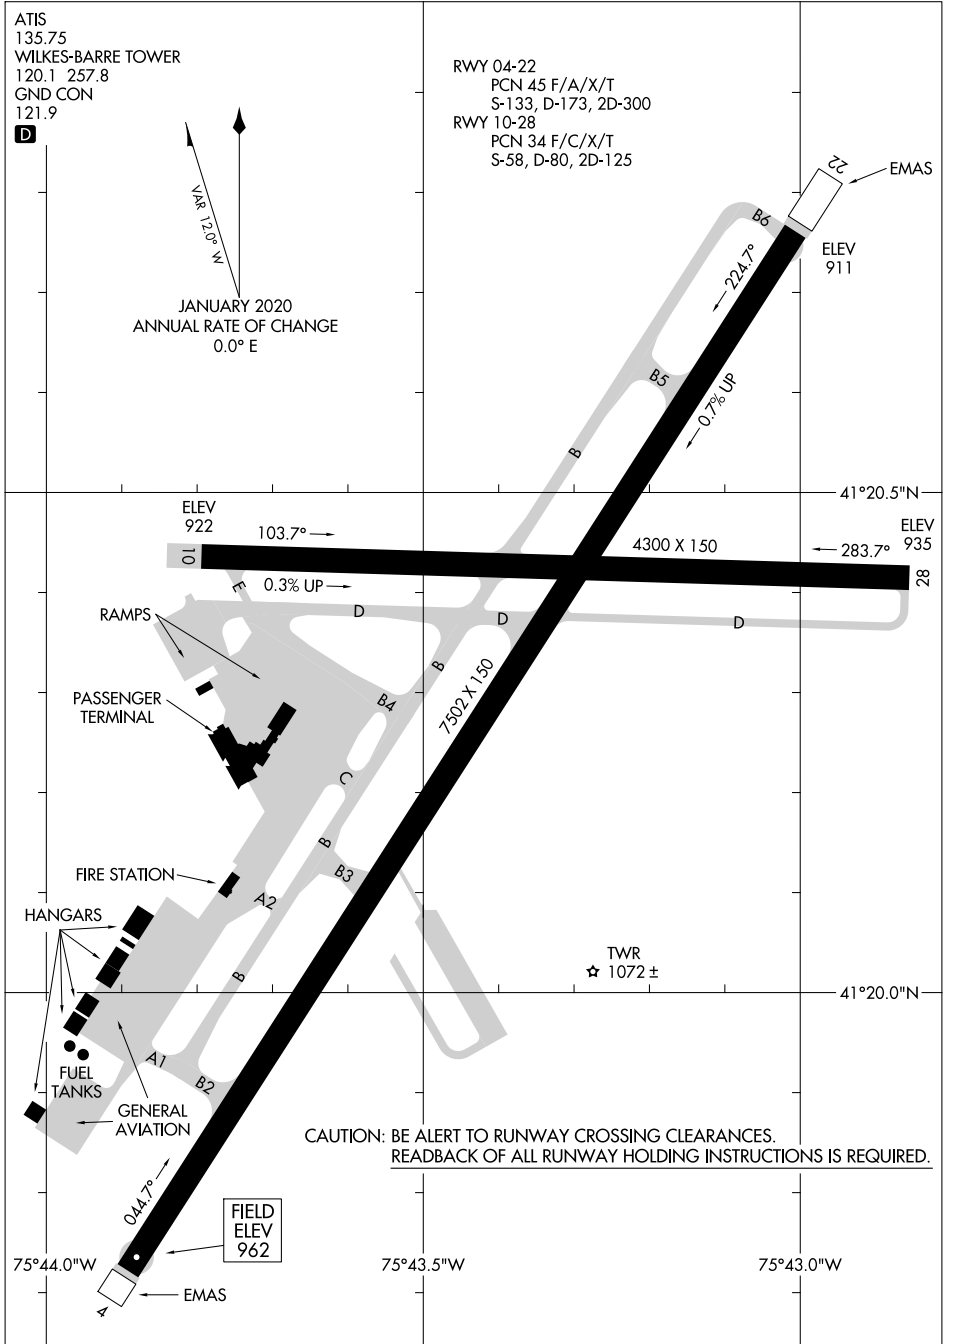 ATIS
135.75
WILKES-BARRE TOWER
120.1 257.8
GND CON
121.9
D
RWY 04-22
PCN 45 F/A/X/T
S-133, D-173, 2D-300
RWY 10-28
PCN 34 F/C/X/T
S-58, D-80, 2D-125
VAR 12.0° W
JANUARY 2020
ANNUAL RATE OF CHANGE
0.0° E
22
EMAS
B6
ELEV
911
224.7°
B5
0.7% UP
B
41°20.5"N
ELEV
922
103.7°
10
4300 X 150
283.7°
ELEV
935
28
0.3% UP
E
D
D
D
RAMPS
B
7502 X 150
PASSENGER
TERMINAL
B4
C
B
B3
FIRE STATION
A2
HANGARS
B
TWR
1072 ±
41°20.0"N
A1
B2
FUEL
TANKS
GENERAL
AVIATION
CAUTION: BE ALERT TO RUNWAY CROSSING CLEARANCES.
READBACK OF ALL RUNWAY HOLDING INSTRUCTIONS IS REQUIRED.
044.7°
FIELD
ELEV
962
75°44.0"W
75°43.5"W
75°43.0"W
EMAS
4